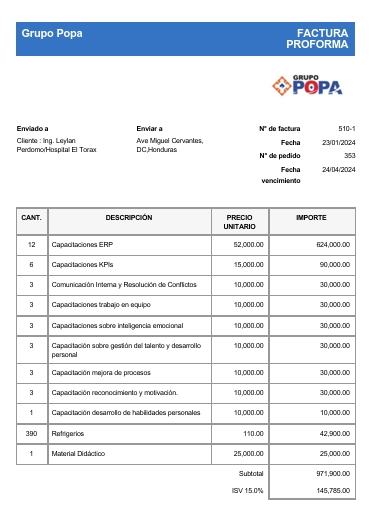 Grupo Popa
FACTURA
PROFORMA
GRUPO
POPA
Enviado a
Cliente : Ing. Leylan
Perdomo/Hospital El Torax
Enviar a
Ave Miguel Cervantes,
DC,Honduras
N° de factura 510-1
Fecha 23/01/2024
N° de pedido 353
Fecha 24/04/2024
vencimiento
CANT. DESCRIPCIÓN PRECIO UNITARIO IMPORTE
12 Capacitaciones ERP 52,000.00 624,000.00
6 Capacitaciones KPIs 15,000.00 90,000.00
3 Comunicación Interna y Resolución de Conflictos 10,000.00 30,000.00
3 Capacitaciones trabajo en equipo 10,000.00 30,000.00
3 Capacitaciones sobre inteligencia emocional 10,000.00 30,000.00
3 Capacitación sobre gestión del talento y desarrollo 10,000.00 30,000.00
personal
3 Capacitación mejora de procesos 10,000.00 30,000.00
3 Capacitación reconocimiento y motivación. 10,000.00 30,000.00
1 Capacitación desarrollo de habilidades personales 10,000.00 10,000.00
390 Refrigerios 110.00 42,900.00
1 Material Didáctico 25,000.00 25,000.00
Subtotal 971,900.00
ISV 15.0% 145,785.00